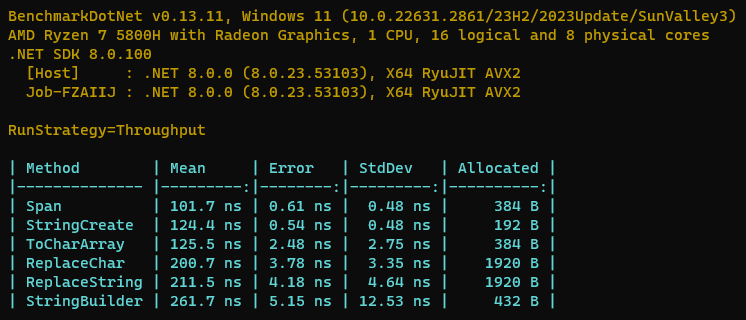 BenchmarkDotNet v0.13.11, Windows 11 (10.0.22631.2861/23H2/2023Update/SunValley3)
AMD Ryzen 7 5800H with Radeon Graphics, 1 CPU, 16 logical and 8 physical cores
.NET SDK 8.0.100
  [Host]     : .NET 8.0.0 (8.0.23.53103), X64 RyuJIT AVX2
  Job-FZAIIJ : .NET 8.0.0 (8.0.23.53103), X64 RyuJIT AVX2

RunStrategy=Throughput

| Method        | Mean     | Error   | StdDev   | Allocated |
|-------------- |---------:|--------:|---------:|----------:|
| Span          | 101.7 ns | 0.61 ns |  0.48 ns |     384 B |
| StringCreate  | 124.4 ns | 0.54 ns |  0.48 ns |     192 B |
| ToCharArray   | 125.5 ns | 2.48 ns |  2.75 ns |     384 B |
| ReplaceChar   | 200.7 ns | 3.78 ns |  3.35 ns |    1920 B |
| ReplaceString | 211.5 ns | 4.18 ns |  4.64 ns |    1920 B |
| StringBuilder | 261.7 ns | 5.15 ns | 12.53 ns |     432 B |